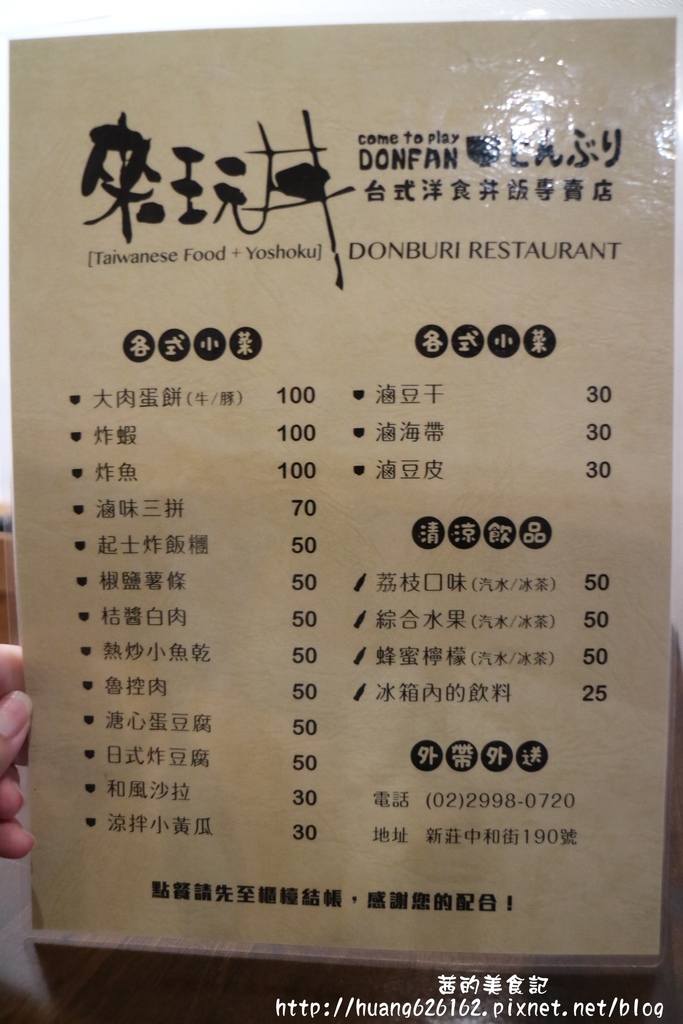 來玩丼
come to play
DONFAN どんぶり
台式洋食丼飯專賣店
[Taiwanese Food + Yoshoku] DONBURI RESTAURANT
各式小菜
大肉蛋餅(牛/豚) 100
炸蝦 100
炸魚 100
滷味三拼 70
起士炸飯糰 50
椒鹽薯條 50
桔醬白肉 50
熱炒小魚乾 50
魯控肉 50
溏心蛋豆腐 50
日式炸豆腐 50
和風沙拉 30
涼拌小黃瓜 30
各式小菜
滷豆干 30
滷海帶 30
滷豆皮 30
清涼飲品
荔枝口味(汽水/冰茶) 50
綜合水果(汽水/冰茶) 50
蜂蜜檸檬(汽水/冰茶) 50
冰箱內的飲料 25
外帶外送
電話 (02)2998-0720
地址 新莊中和街190號
點餐請先至櫃檯結帳，感謝您的配合！
茜的美食記
http://huang626162.pixnet.net/blog